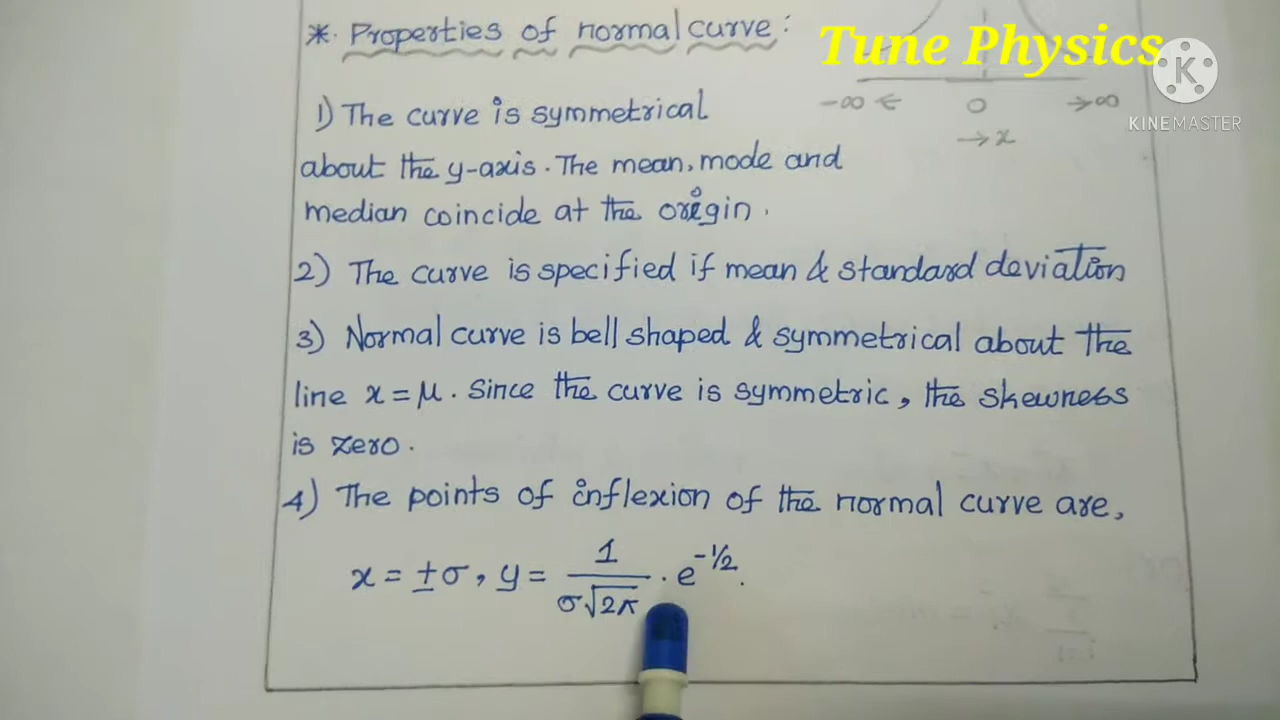 * Properties of normal curve:
Tune Physics
K
KINEMASTER
-∞ ← 0 → ∞
→ x
1) The curve is symmetrical
about the y-axis. The mean, mode and
median coincide at the origin.
2) The curve is specified if mean & standard deviation
3) Normal curve is bell shaped & symmetrical about the
line x = μ. Since the curve is symmetric, the skewness
is zero.
4) The points of inflexion of the normal curve are,
x = ±σ, y = 1/(σ√2π) · e^(-1/2).